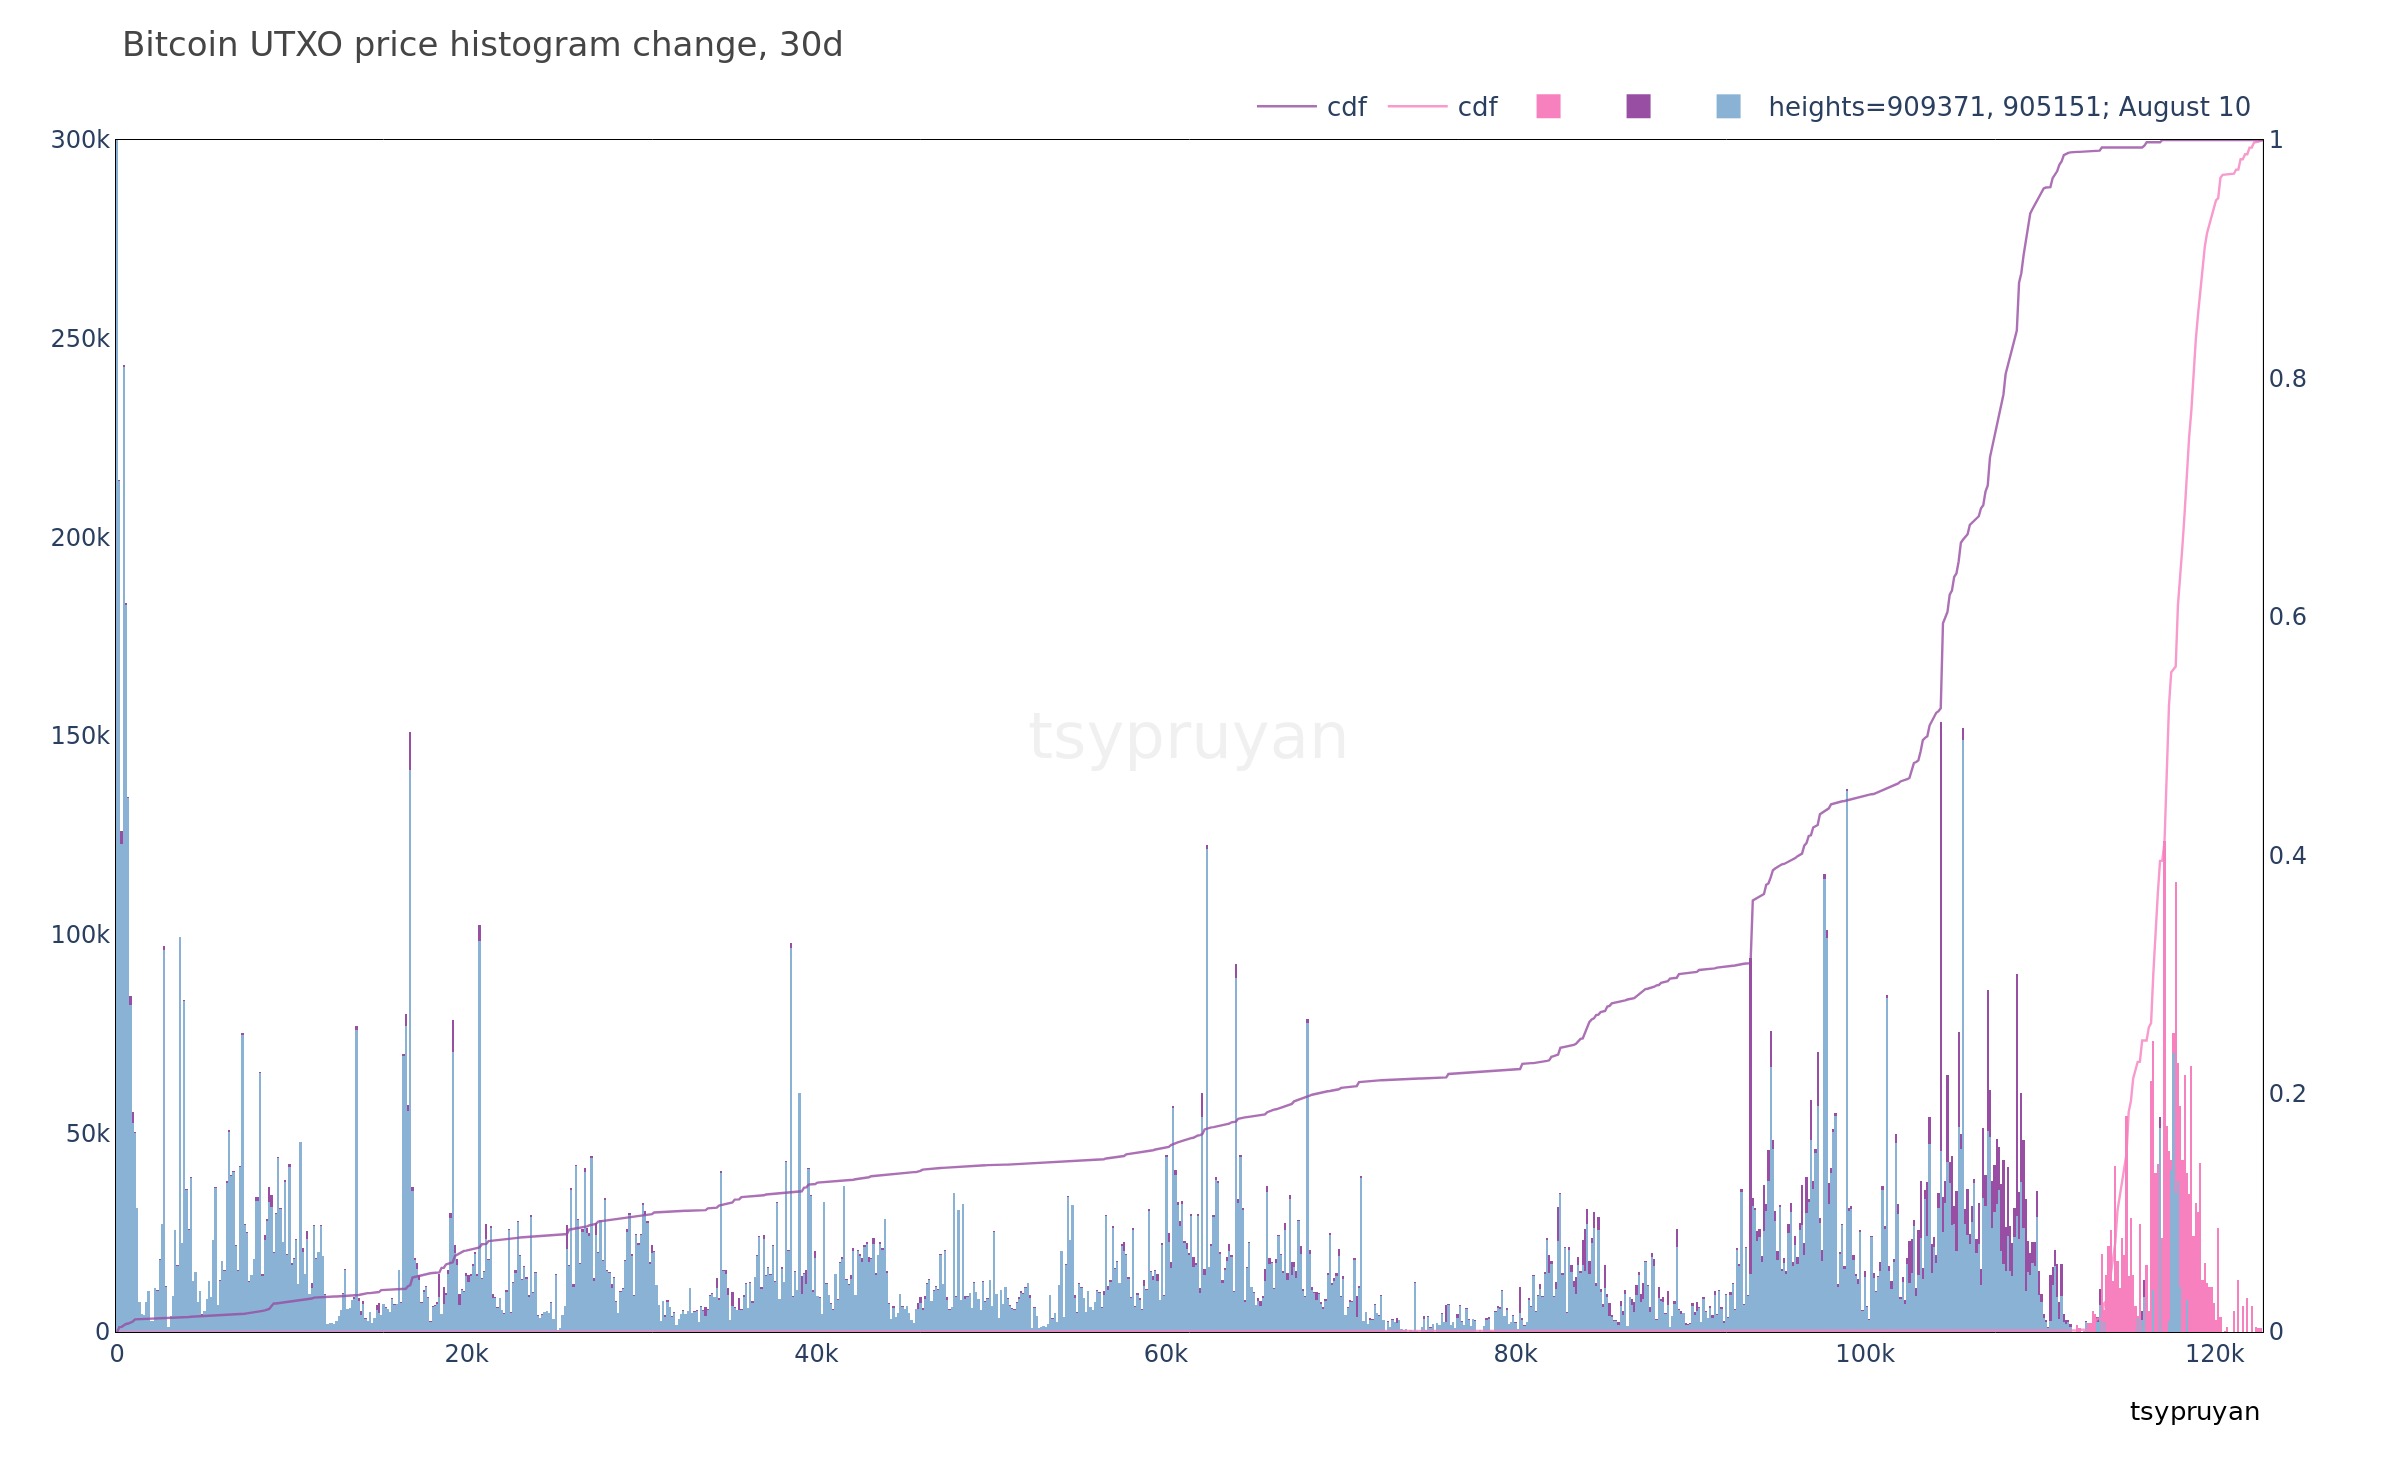 Bitcoin UTXO price histogram change, 30d
cdf cdf heights=909371, 905151; August 10
300k 1
250k
0.8
200k
0.6
150k
tsypruyan
0.4
100k
0.2
50k
0 0
0 20k 40k 60k 80k 100k 120k
tsypruyan